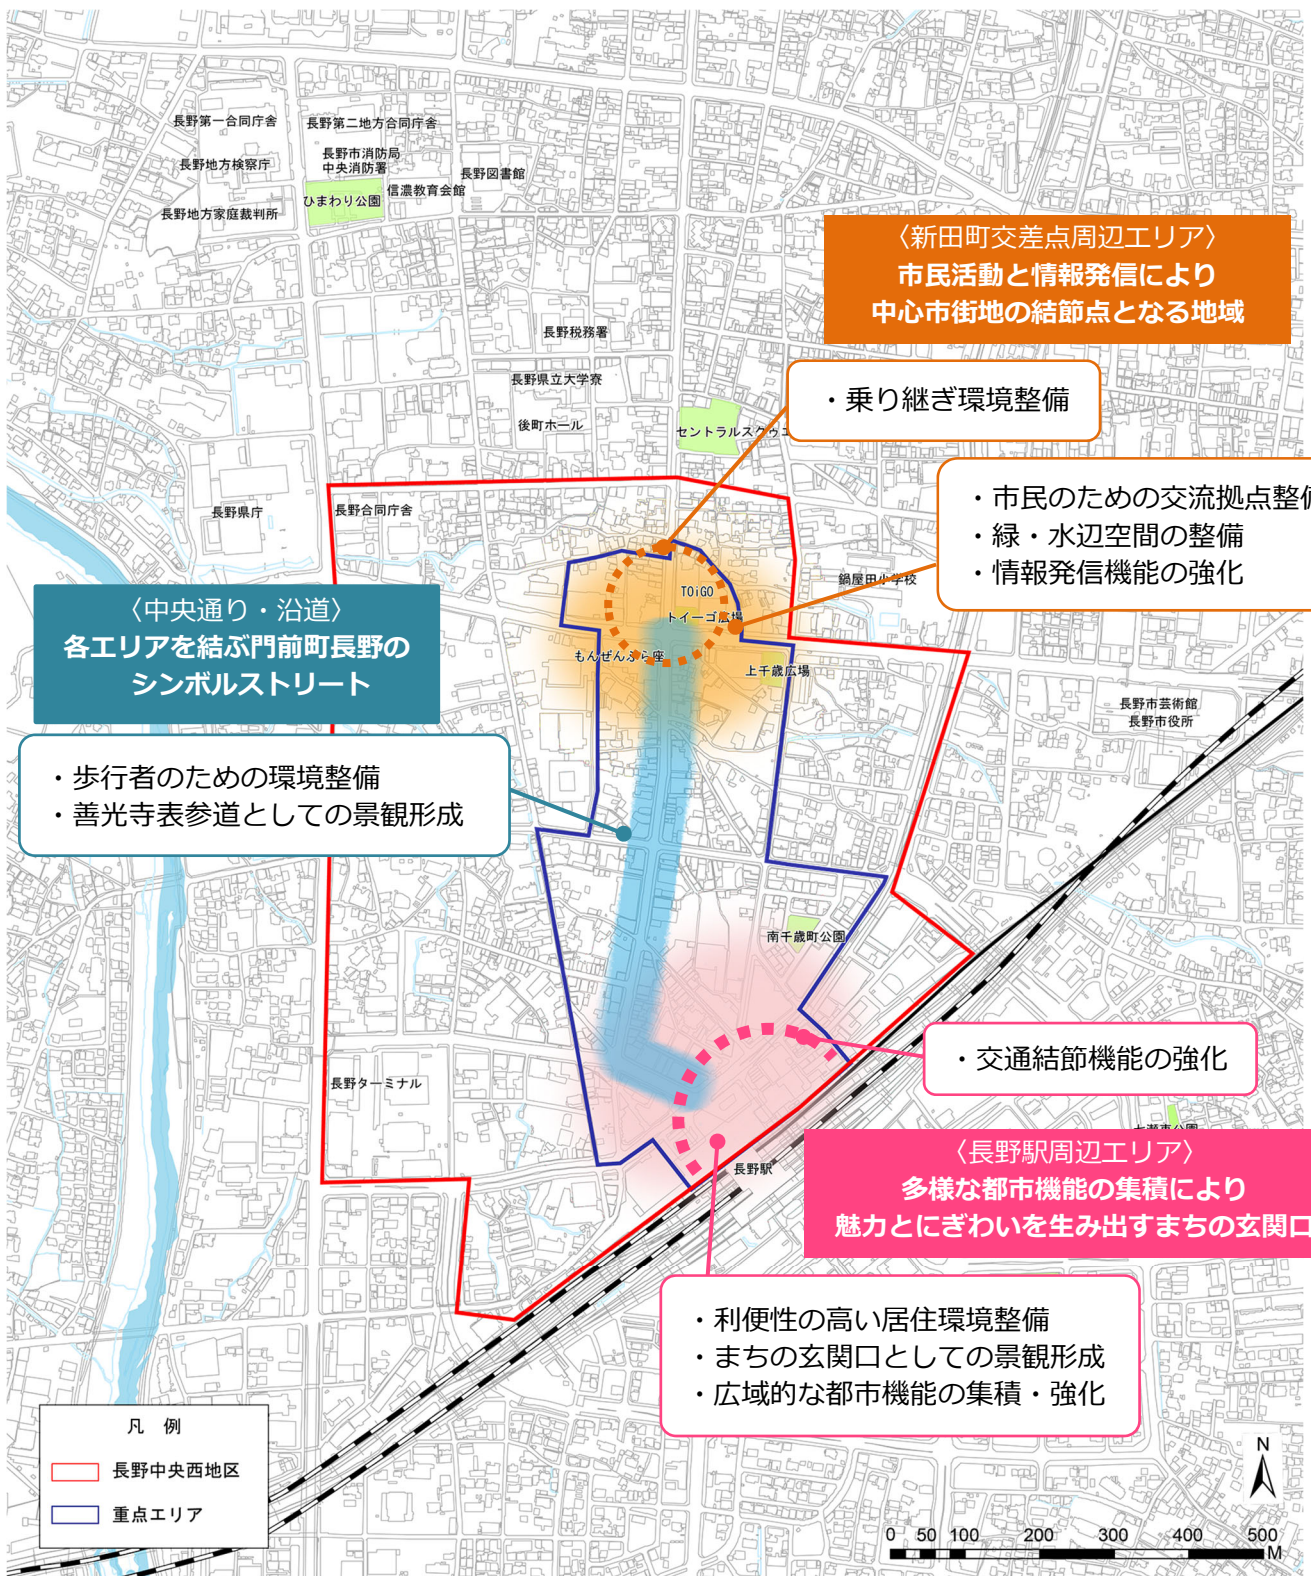 長野第一合同庁舎
長野第二地方合同庁舎
長野市消防局
中央消防署
長野地方検察庁
長野図書館
信濃教育会館
ひまわり公園
長野地方家庭裁判所
〈新田町交差点周辺エリア〉
市民活動と情報発信により
中心市街地の結節点となる地域
長野税務署
長野県立大学寮
・乗り継ぎ環境整備
後町ホール
セントラルスクゥエ
長野県庁
長野合同庁舎
・市民のための交流拠点整備
・緑・水辺空間の整備
・情報発信機能の強化
鍋屋田小学校
TOiGO
トイーゴ広場
〈中央通り・沿道〉
各エリアを結ぶ門前町長野の
シンボルストリート
もんぜんぷら座
上千歳広場
長野市芸術館
長野市役所
・歩行者のための環境整備
・善光寺表参道としての景観形成
南千歳町公園
・交通結節機能の強化
長野ターミナル
長野駅
〈長野駅周辺エリア〉
多様な都市機能の集積により
魅力とにぎわいを生み出すまちの玄関口
・利便性の高い居住環境整備
・まちの玄関口としての景観形成
・広域的な都市機能の集積・強化
凡 例
長野中央西地区
重点エリア
N
0 50 100 200 300 400 500
M